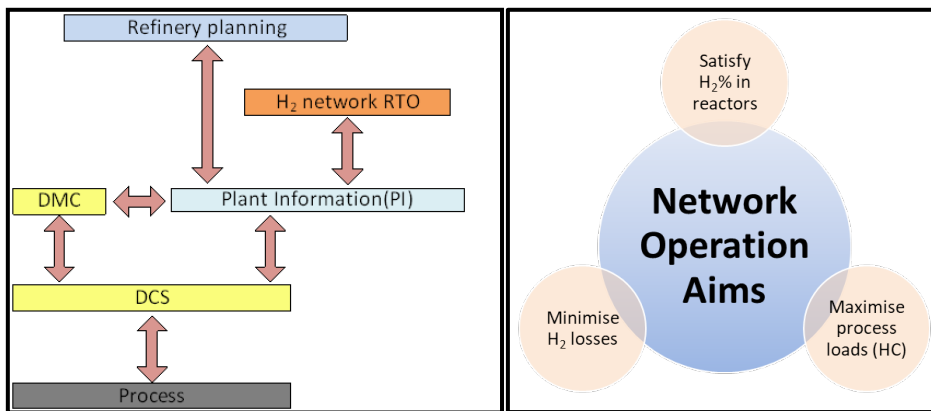 Refinery planning
H₂ network RTO
DMC
Plant Information(PI)
DCS
Process
Satisfy
H₂% in
reactors
Network
Operation
Aims
Minimise
H₂ losses
Maximise
process
loads (HC)